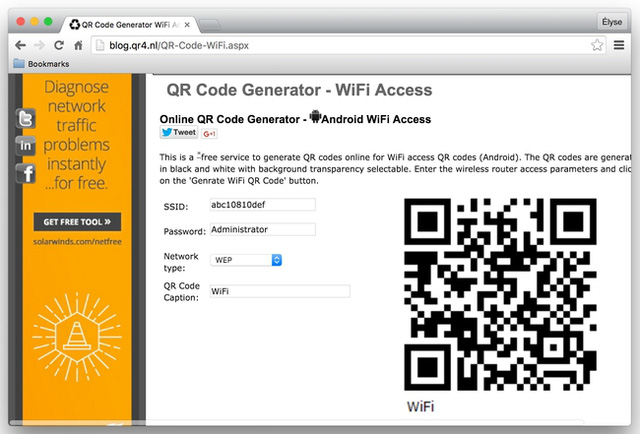 QR Code Generator WiFi Ac
Élyse
blog.qr4.nl/QR-Code-WiFi.aspx
Bookmarks
Diagnose
network
traffic
problems
instantly
...for free.
GET FREE TOOL »
solarwinds.com/netfree
QR Code Generator - WiFi Access
Online QR Code Generator - Android WiFi Access
Tweet
g+1
This is a free service to generate QR codes online for WiFi access QR codes (Android). The QR codes are generat
in black and white with background transparency selectable. Enter the wireless router access parameters and clic
on the 'Genrate WiFi QR Code' button.
SSID: abc10810def
Password: Administrator
Network
type: WEP
QR Code
Caption: WiFi
WiFi